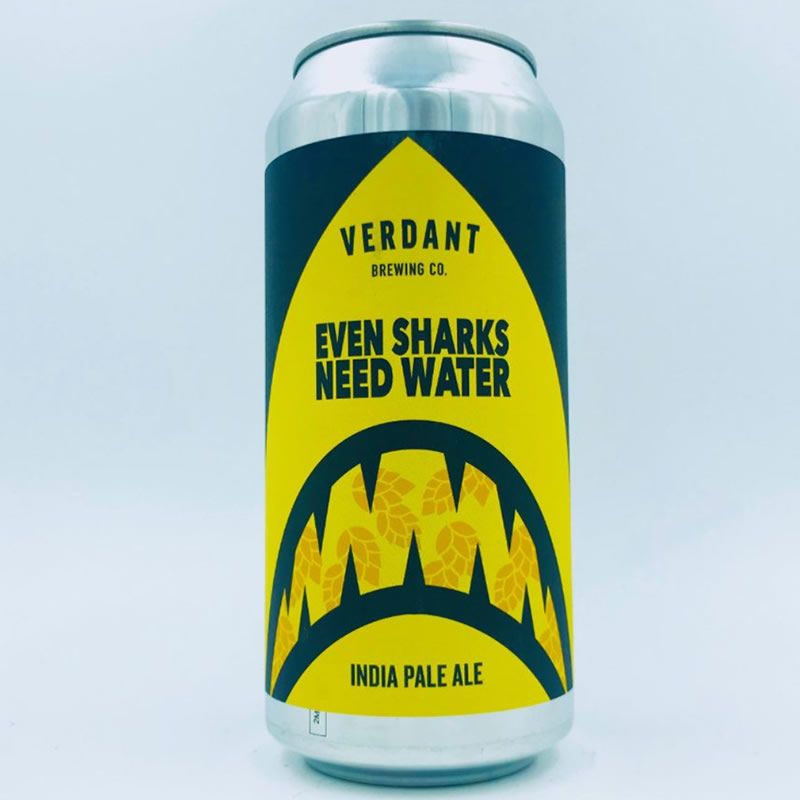 VERDANT
BREWING CO.
EVEN SHARKS
NEED WATER
INDIA PALE ALE